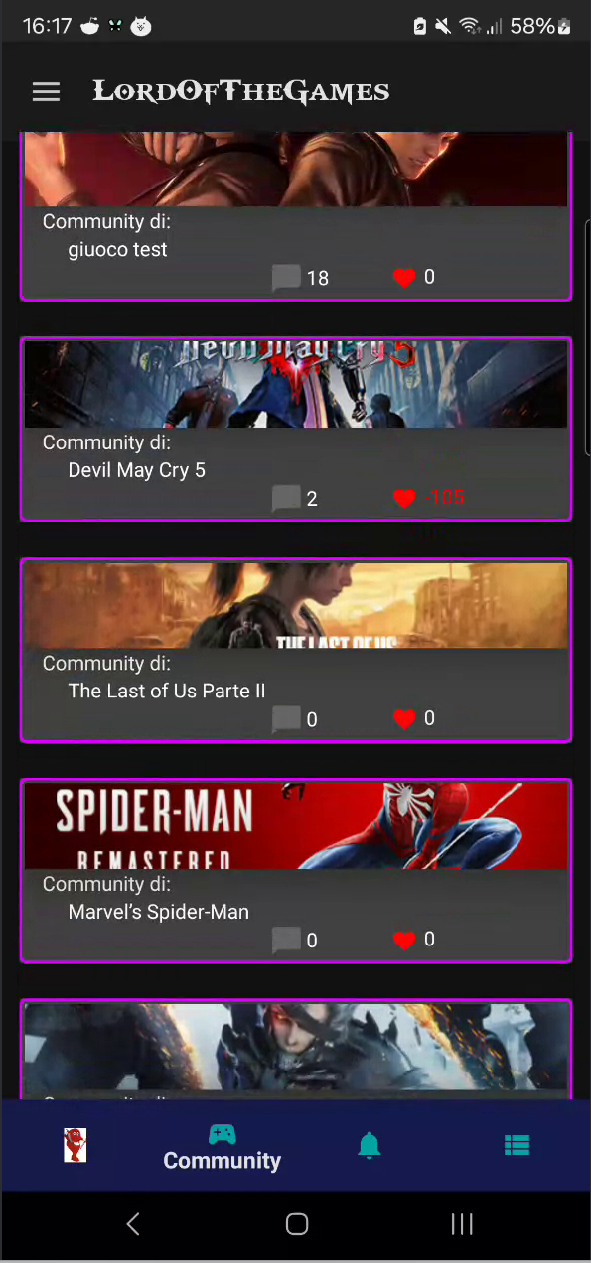 16:17 58%
LordOfTheGames
Community di:
giuoco test
18 0
Devil May Cry 5
Community di:
Devil May Cry 5
2 -105
THE LAST OF US
Community di:
The Last of Us Parte II
0 0
SPIDER-MAN
REMASTERED
Community di:
Marvel’s Spider-Man
0 0
Community